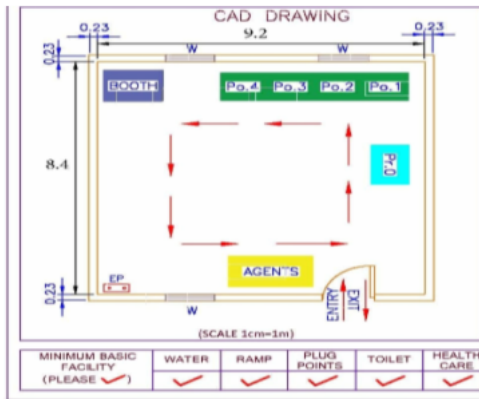 CAD DRAWING
0.23
9.2
0.23
W
W
0.23
BOOTH
Po.4
Po.3
Po.2
Po.1
8.4
Pr.O
EP
AGENTS
0.23
W
ENTRY
EXIT
(SCALE 1cm=1m)
MINIMUM BASIC
FACILITY
(PLEASE ✓)
WATER
RAMP
PLUG
POINTS
TOILET
HEALTH
CARE
✓
✓
✓
✓
✓